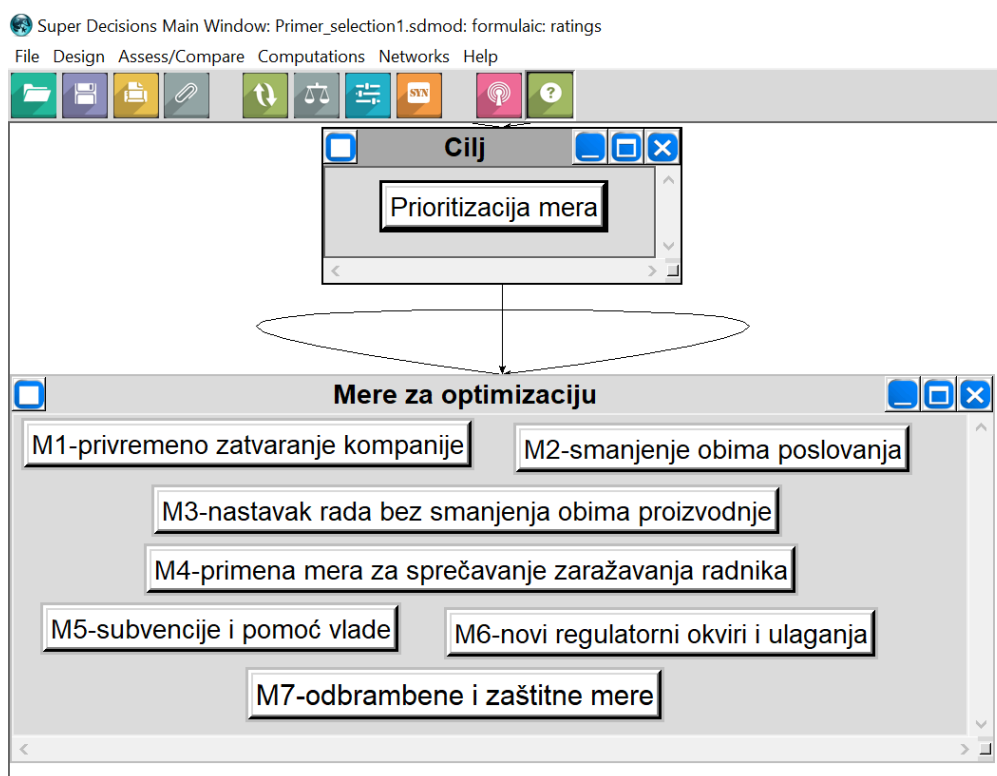 Super Decisions Main Window: Primer_selection1.sdmod: formulaic: ratings
File Design Assess/Compare Computations Networks Help
SYN ?
Cilj
Prioritizacija mera
Mere za optimizaciju
M1-privremeno zatvaranje kompanije
M2-smanjenje obima poslovanja
M3-nastavak rada bez smanjenja obima proizvodnje
M4-primena mera za sprečavanje zaražavanja radnika
M5-subvencije i pomoć vlade
M6-novi regulatorni okviri i ulaganja
M7-odbrambene i zaštitne mere